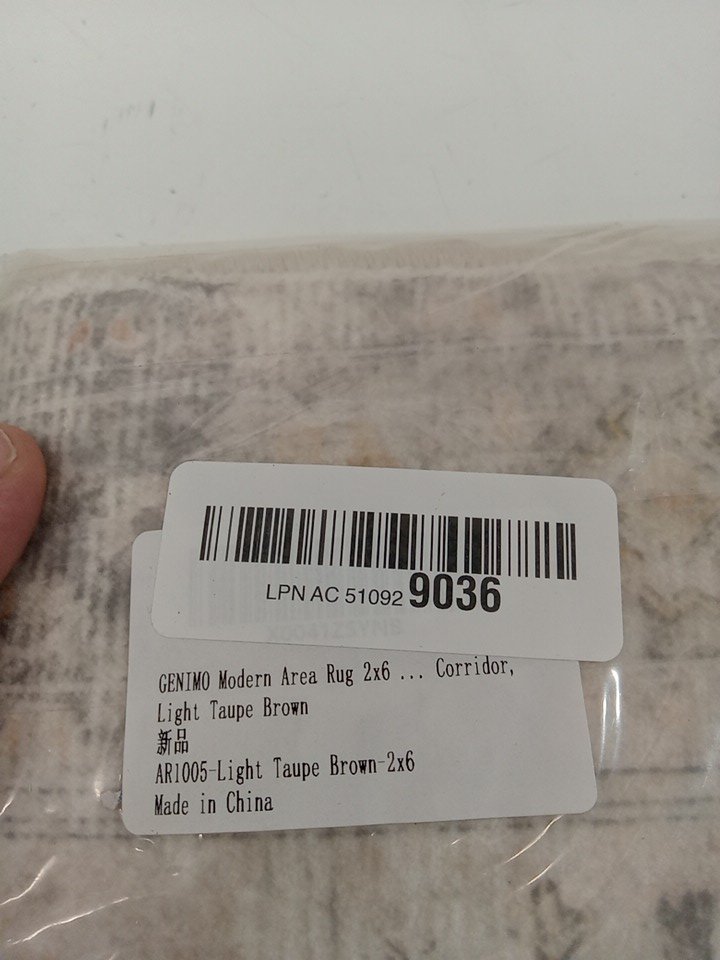 LPN AC 51092 9036
GENIMO Modern Area Rug 2x6 ... Corridor,
Light Taupe Brown
新品
AR1005-Light Taupe Brown-2x6
Made in China